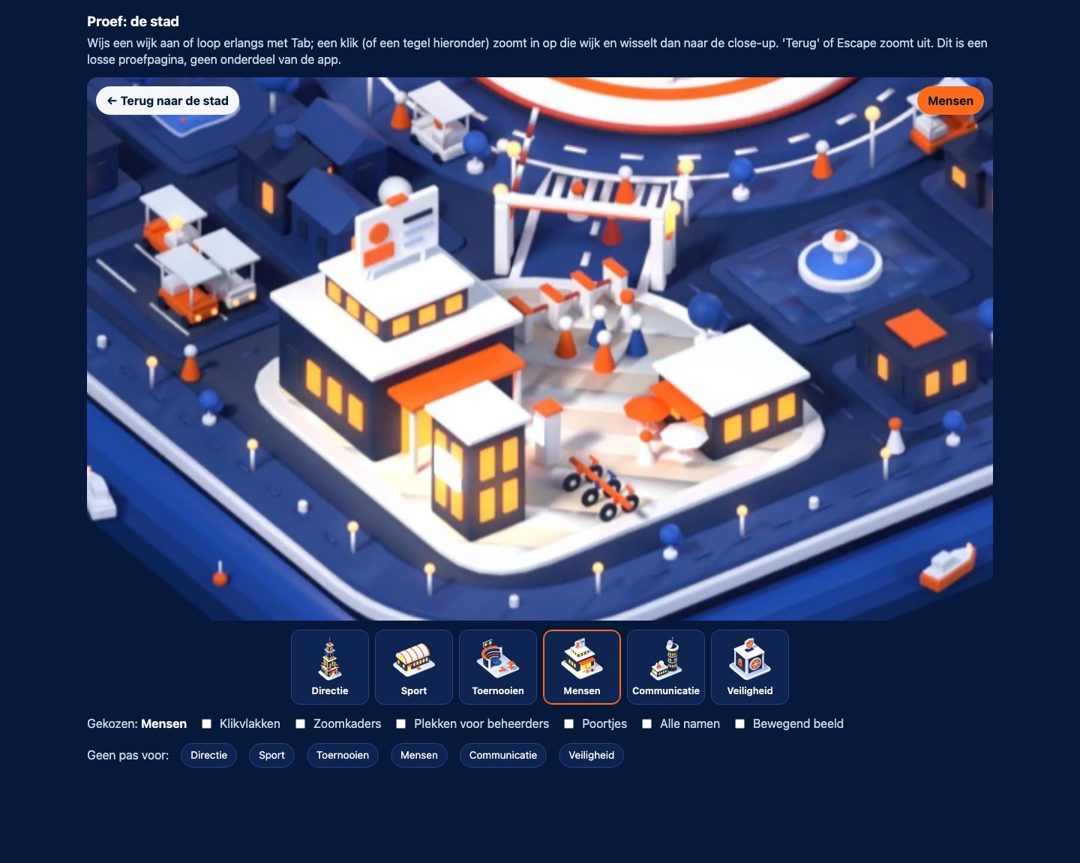 Proef: de stad
Wijs een wijk aan of loop erlangs met Tab; een klik (of een tegel hieronder) zoomt in op die wijk en wisselt dan naar de close-up. 'Terug' of Escape zoomt uit. Dit is een
losse proefpagina, geen onderdeel van de app.
← Terug naar de stad
Mensen
Directie
Sport
Toernooien
Mensen
Communicatie
Veiligheid
Gekozen: Mensen
Klikvlakken
Zoomkaders
Plekken voor beheerders
Poortjes
Alle namen
Bewegend beeld
Geen pas voor:
Directie
Sport
Toernooien
Mensen
Communicatie
Veiligheid